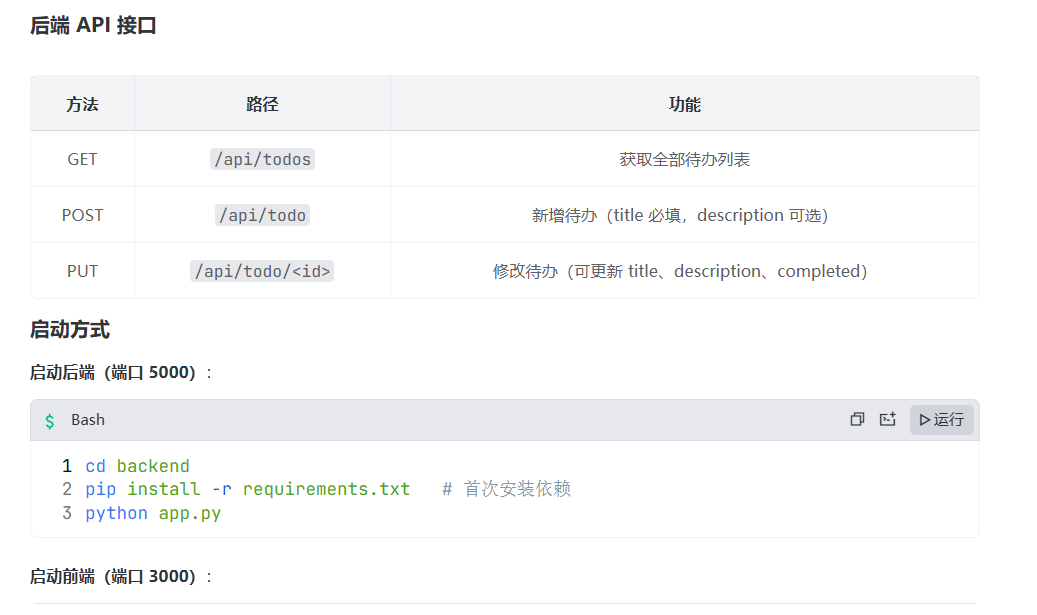 后端 API 接口
方法 路径 功能
GET /api/todos 获取全部待办列表
POST /api/todo 新增待办（title 必填，description 可选）
PUT /api/todo/<id> 修改待办（可更新 title、description、completed）
启动方式
启动后端（端口 5000）:
$ Bash 运行
1 cd backend
2 pip install -r requirements.txt # 首次安装依赖
3 python app.py
启动前端（端口 3000）: